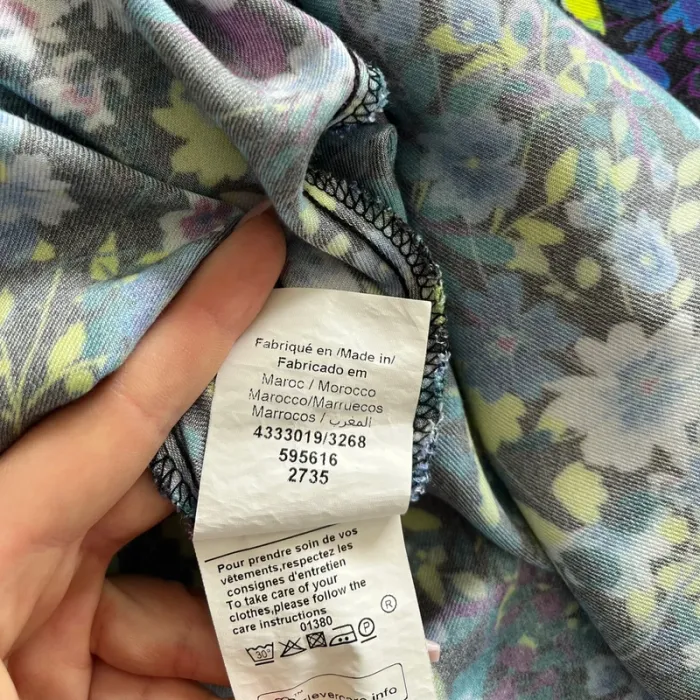 Fabriqué en /Made in/
Fabricado em
Maroc / Morocco
Marocco/Marruecos
Marrocos / المغرب
4333019/3268
595616
2735
Pour prendre soin de vos
vêtements,respectez les
consignes d'entretien
To take care of your
clothes,please follow the
care instructions
®
01380
30°
P
clevercare.info